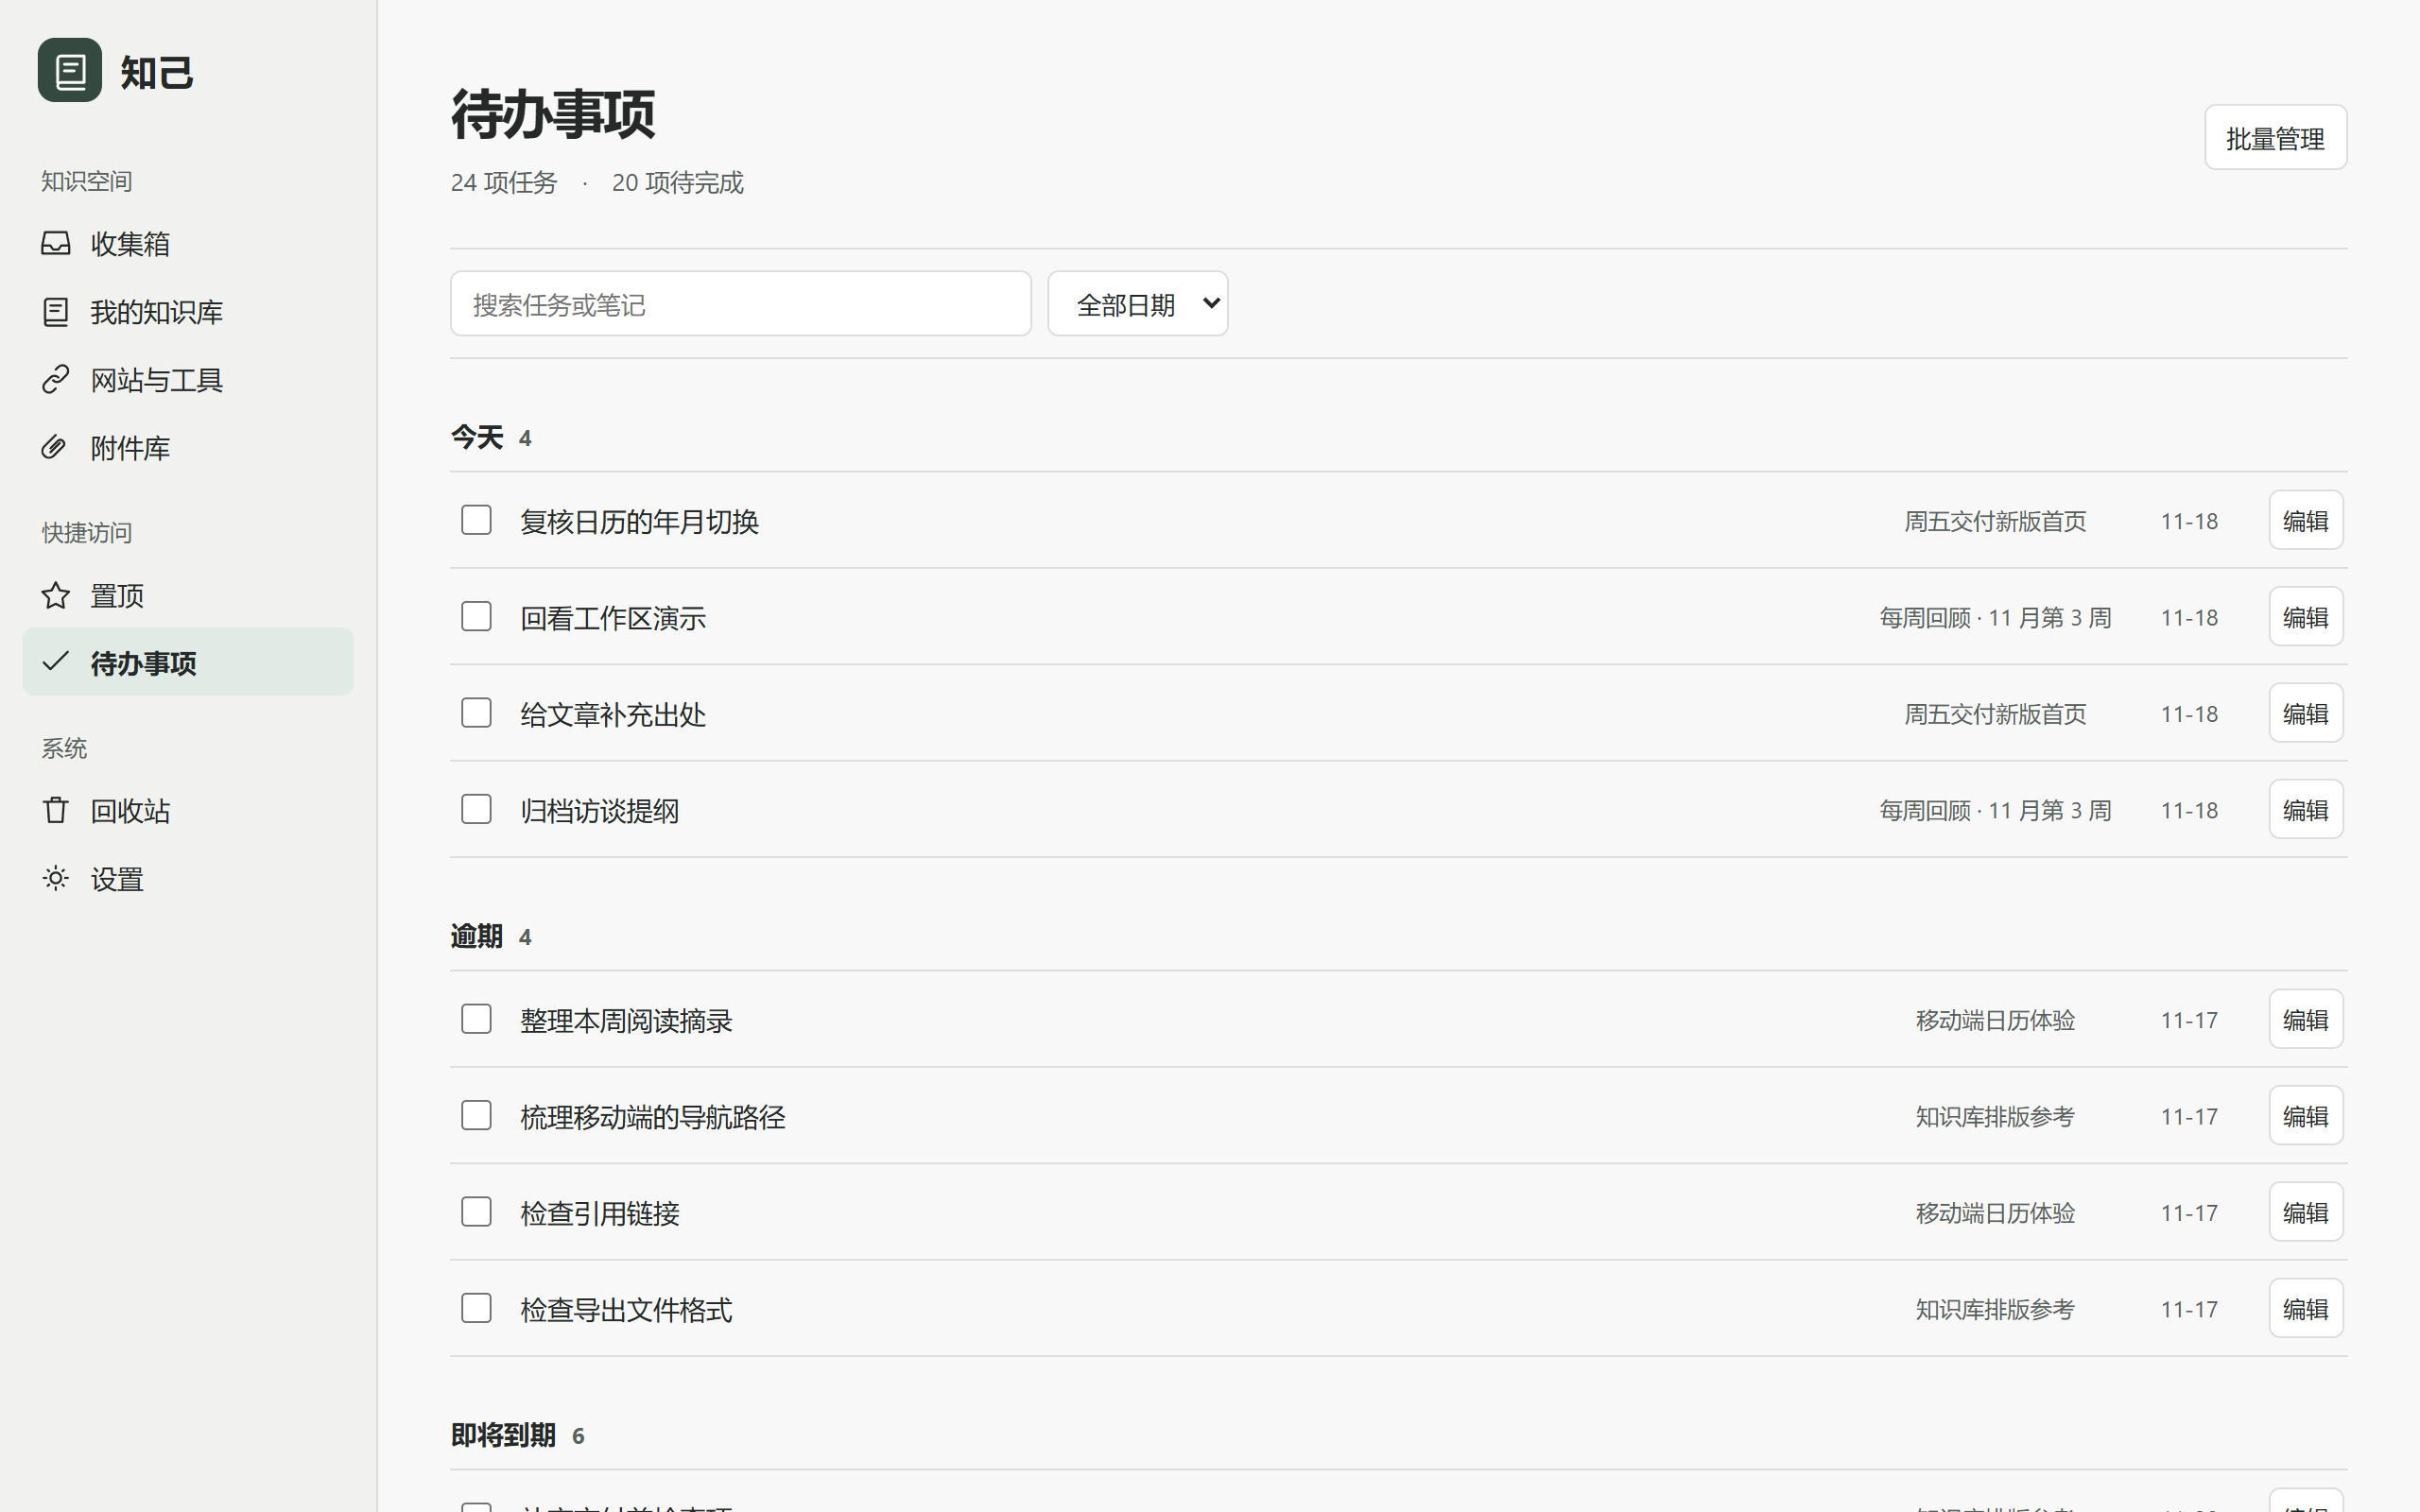 知己
知识空间
收集箱
我的知识库
网站与工具
附件库
快捷访问
置顶
待办事项
系统
回收站
设置
待办事项
24 项任务 · 20 项待完成
批量管理
搜索任务或笔记
全部日期
今天 4
复核日历的年月切换 周五交付新版首页 11-18 编辑
回看工作区演示 每周回顾 · 11 月第 3 周 11-18 编辑
给文章补充出处 周五交付新版首页 11-18 编辑
归档访谈提纲 每周回顾 · 11 月第 3 周 11-18 编辑
逾期 4
整理本周阅读摘录 移动端日历体验 11-17 编辑
梳理移动端的导航路径 知识库排版参考 11-17 编辑
检查引用链接 移动端日历体验 11-17 编辑
检查导出文件格式 知识库排版参考 11-17 编辑
即将到期 6